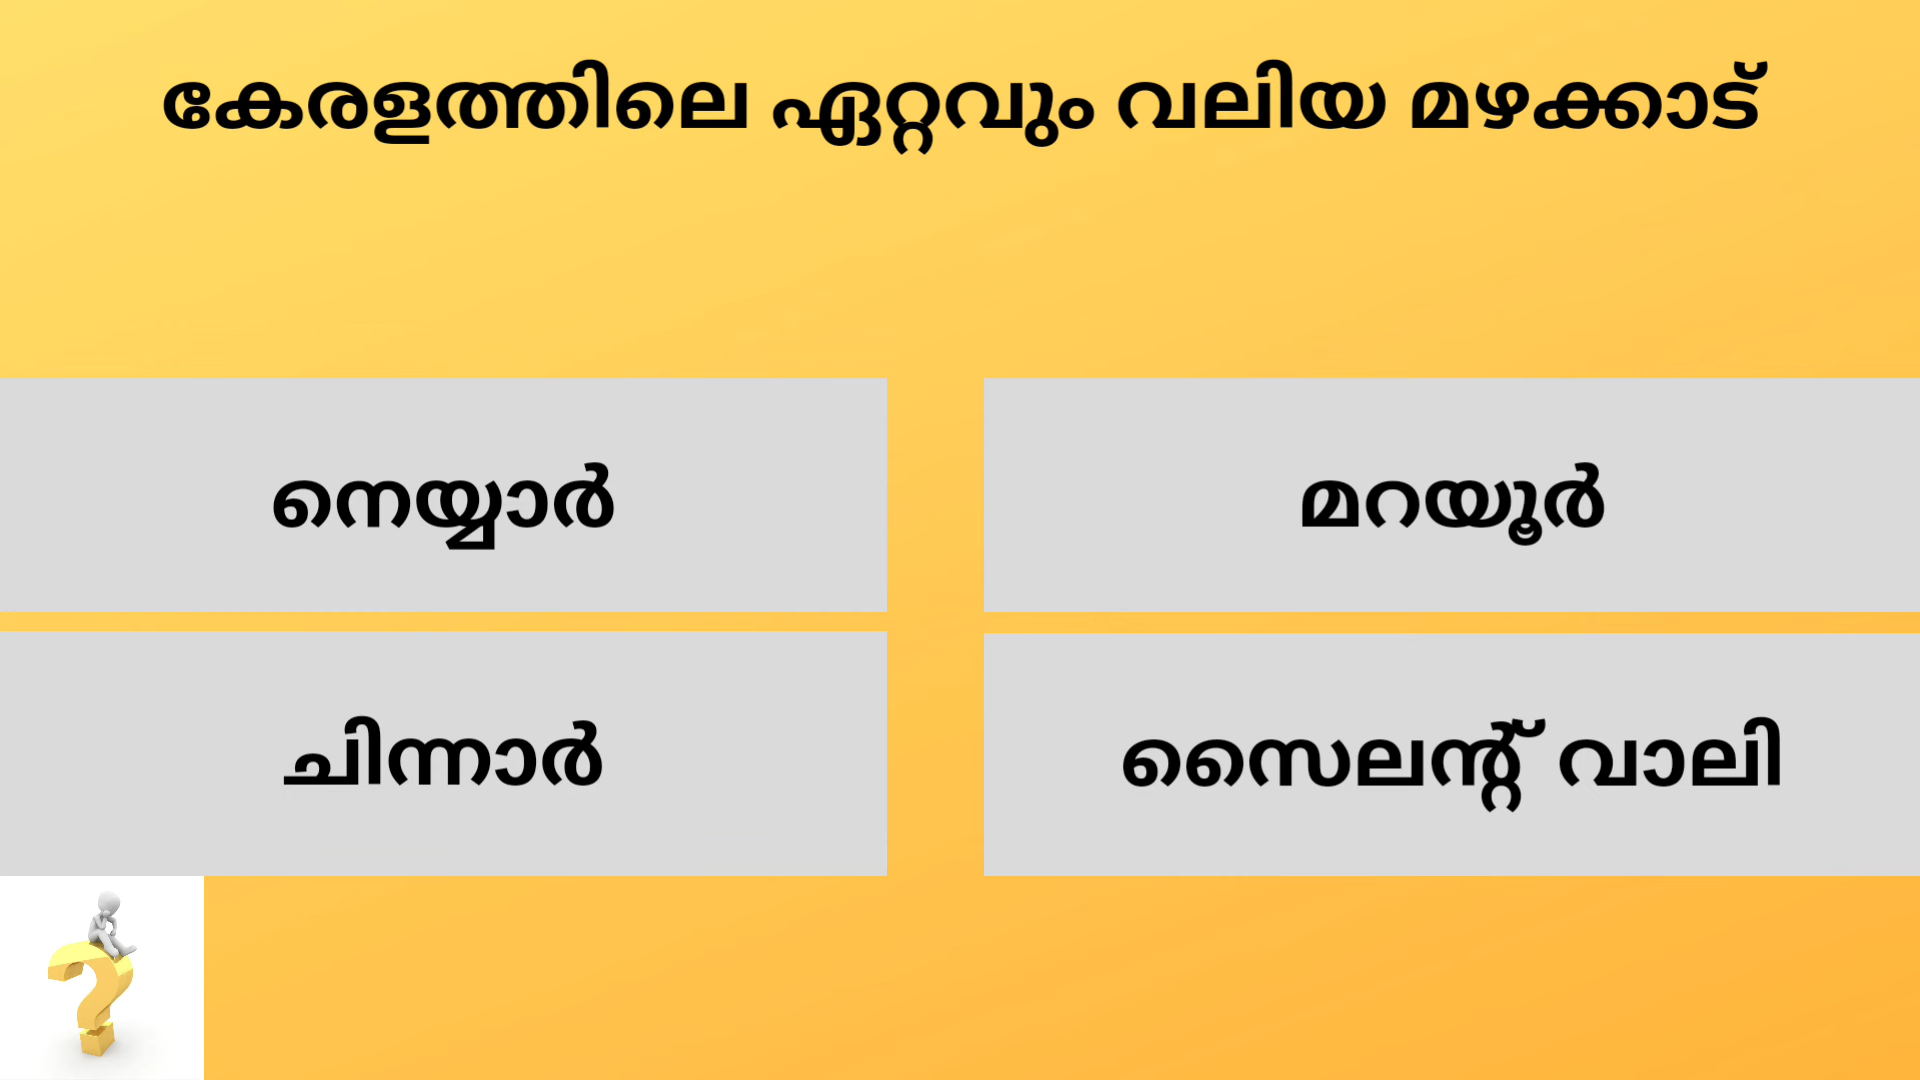 കേരളത്തിലെ ഏറ്റവും വലിയ മഴക്കാട്
നെയ്യാർ
മറയൂർ
ചിന്നാർ
സൈലന്റ് വാലി